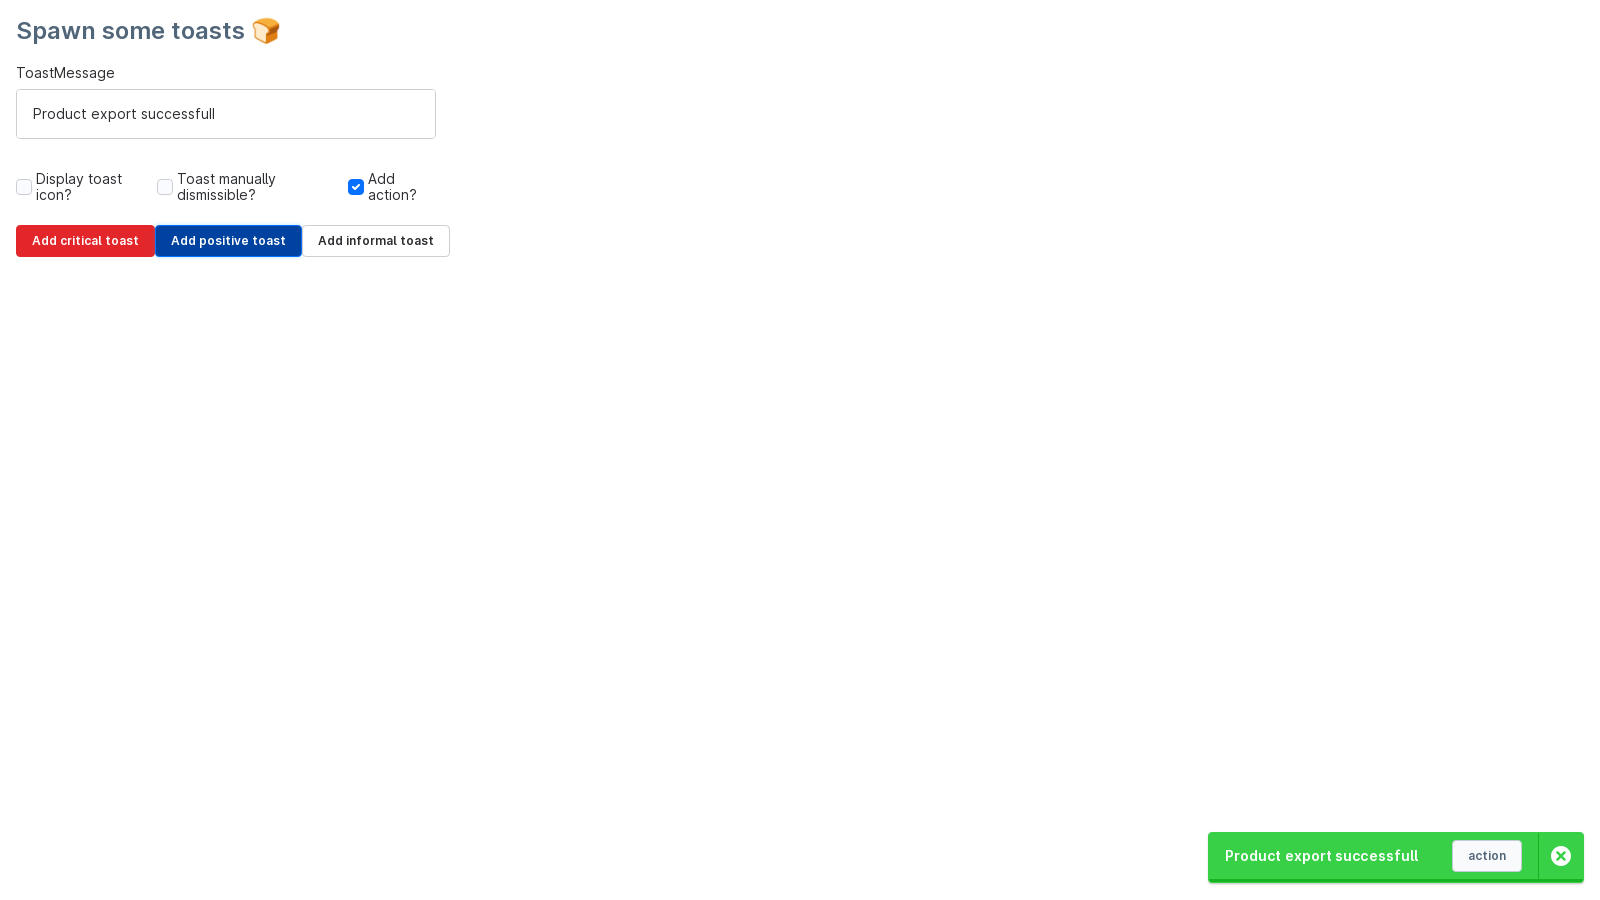 Spawn some toasts 🍞
ToastMessage
Product export successfull
Display toast icon?
Toast manually dismissible?
Add action?
Add critical toast
Add positive toast
Add informal toast
Product export successfull
action